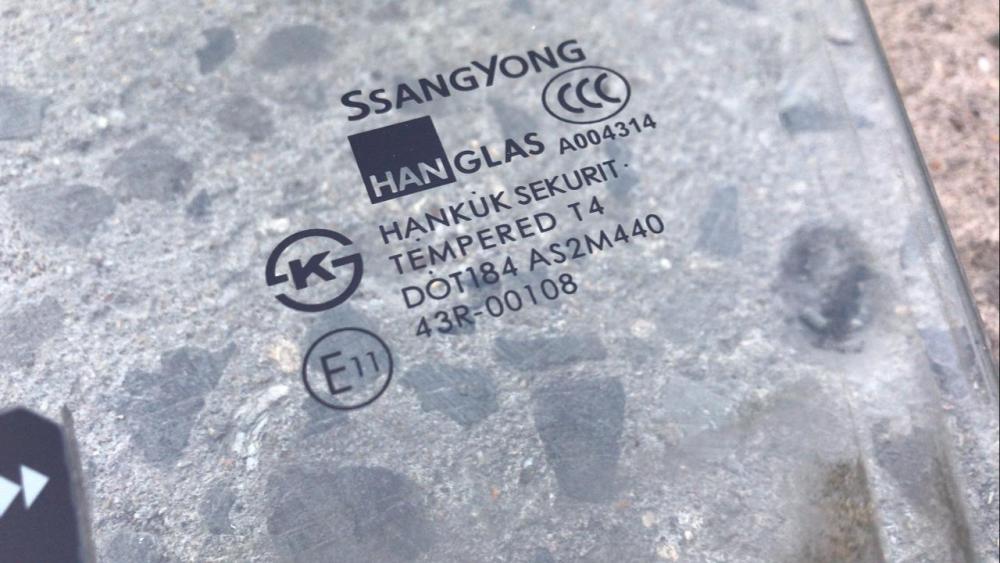 SSANGYONG
CCC
HANGLAS A004314
HANKUK SEKURIT
TEMPERED T4
DOT184 AS2M440
43R-00108
K
E11